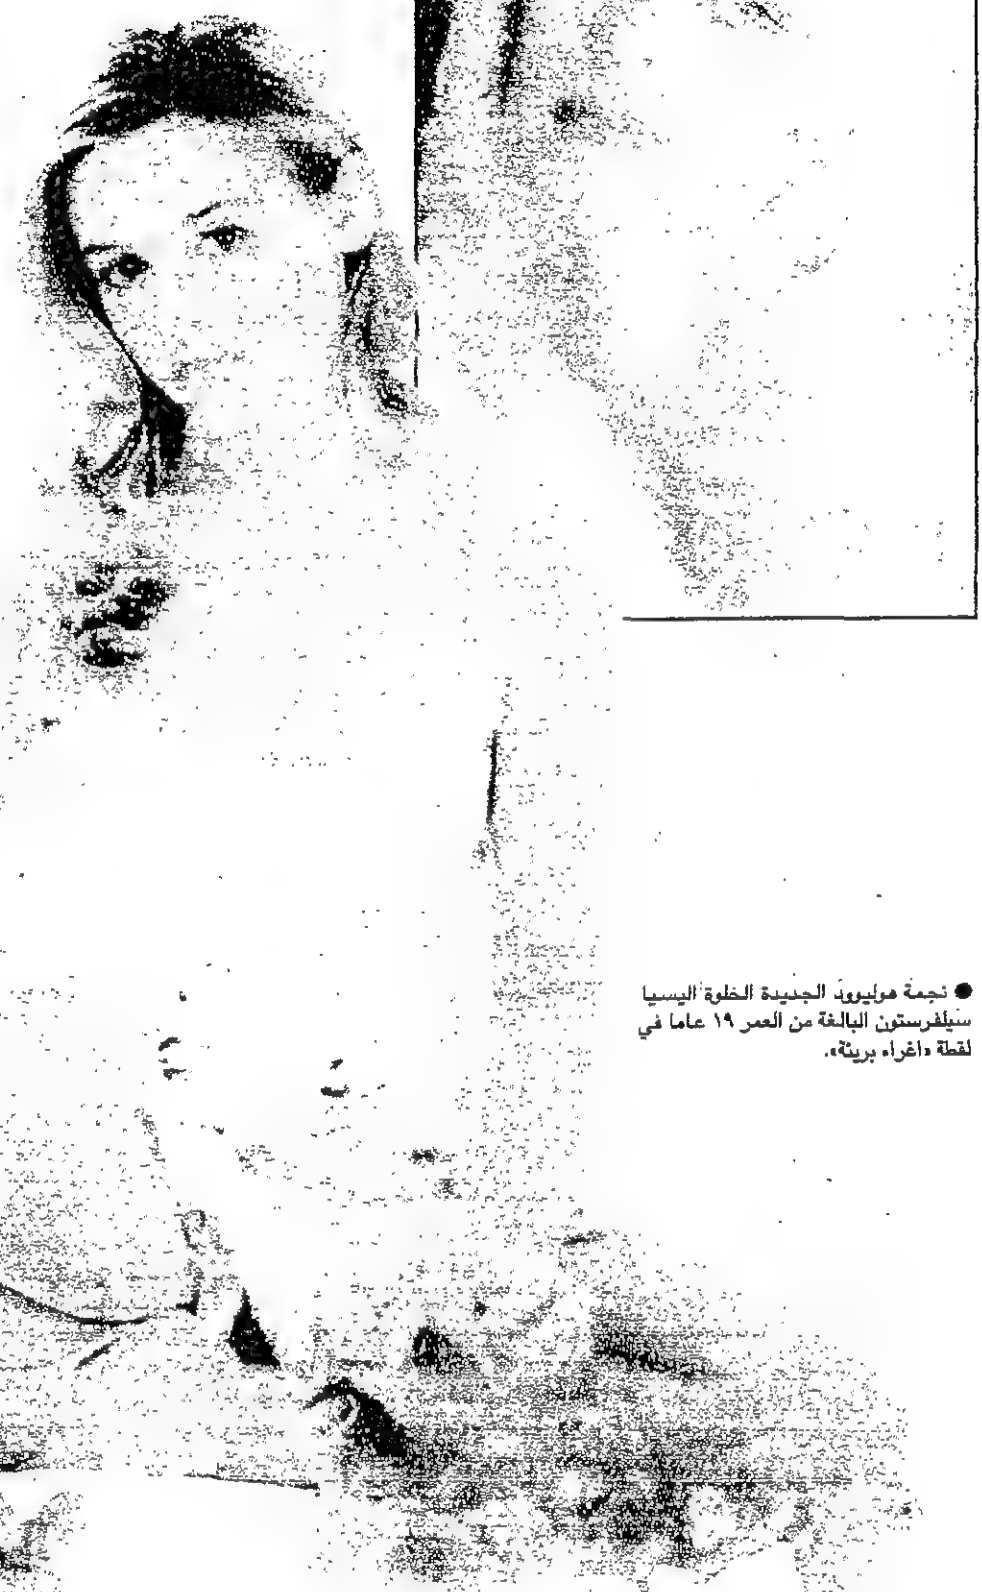 ● نجمة هوليوود الجديدة الحلوة اليسيا
سيلفرستون البالغة من العمر ١٩ عاما في
لقطة «اغراء بريئة».